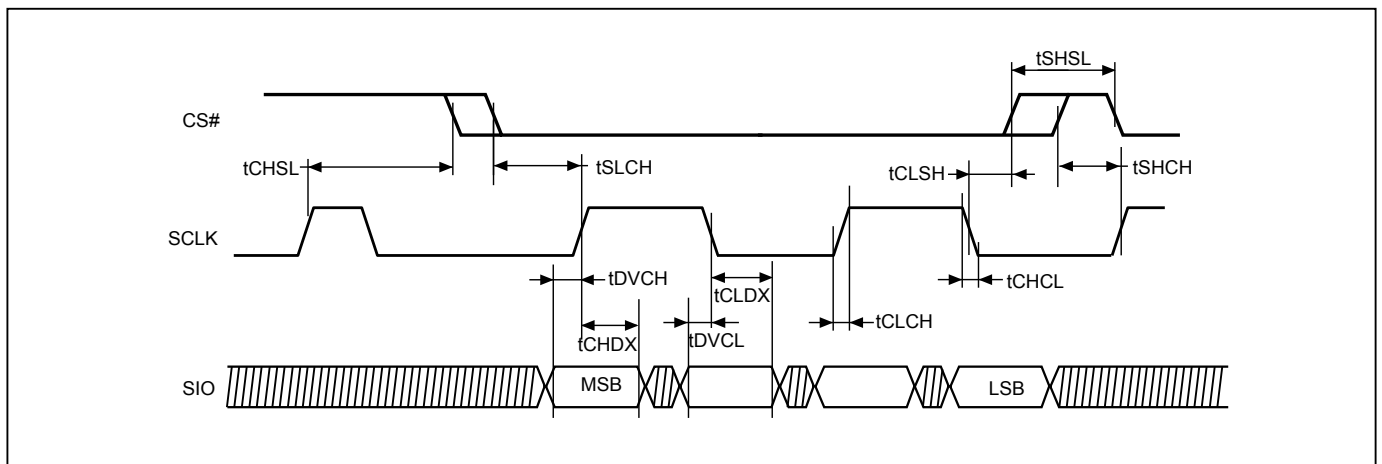 tSHSL
CS#
tCHSL
tSLCH
tCLSH
tSHCH
SCLK
tDVCH
tCLDX
tCHCL
tCLCH
tCHDX
tDVCL
SIO
MSB
LSB